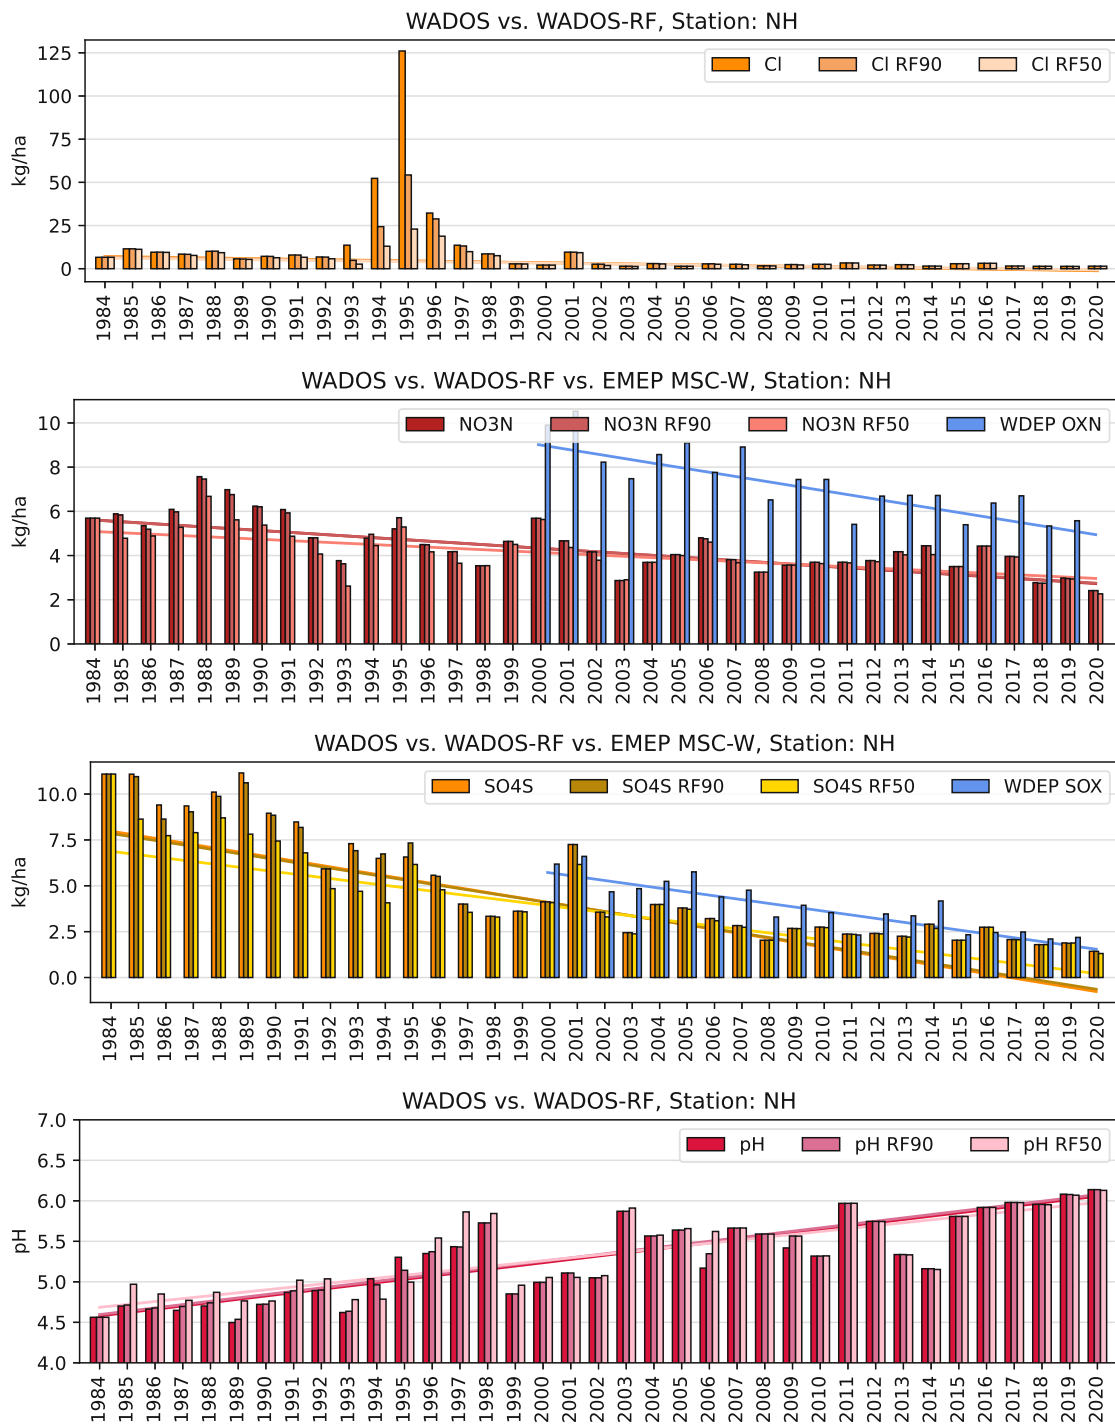 WADOS vs. WADOS-RF, Station: NH
125
100
75
50
25
0
kg/ha
Cl
Cl RF90
Cl RF50
1984 1985 1986 1987 1988 1989 1990 1991 1992 1993 1994 1995 1996 1997 1998 1999 2000 2001 2002 2003 2004 2005 2006 2007 2008 2009 2010 2011 2012 2013 2014 2015 2016 2017 2018 2019 2020
WADOS vs. WADOS-RF vs. EMEP MSC-W, Station: NH
10
8
6
4
2
0
kg/ha
NO3N
NO3N RF90
NO3N RF50
WDEP OXN
1984 1985 1986 1987 1988 1989 1990 1991 1992 1993 1994 1995 1996 1997 1998 1999 2000 2001 2002 2003 2004 2005 2006 2007 2008 2009 2010 2011 2012 2013 2014 2015 2016 2017 2018 2019 2020
WADOS vs. WADOS-RF vs. EMEP MSC-W, Station: NH
10.0
7.5
5.0
2.5
0.0
kg/ha
SO4S
SO4S RF90
SO4S RF50
WDEP SOX
1984 1985 1986 1987 1988 1989 1990 1991 1992 1993 1994 1995 1996 1997 1998 1999 2000 2001 2002 2003 2004 2005 2006 2007 2008 2009 2010 2011 2012 2013 2014 2015 2016 2017 2018 2019 2020
WADOS vs. WADOS-RF, Station: NH
7.0
6.5
6.0
5.5
5.0
4.5
4.0
pH
pH
pH RF90
pH RF50
1984 1985 1986 1987 1988 1989 1990 1991 1992 1993 1994 1995 1996 1997 1998 1999 2000 2001 2002 2003 2004 2005 2006 2007 2008 2009 2010 2011 2012 2013 2014 2015 2016 2017 2018 2019 2020